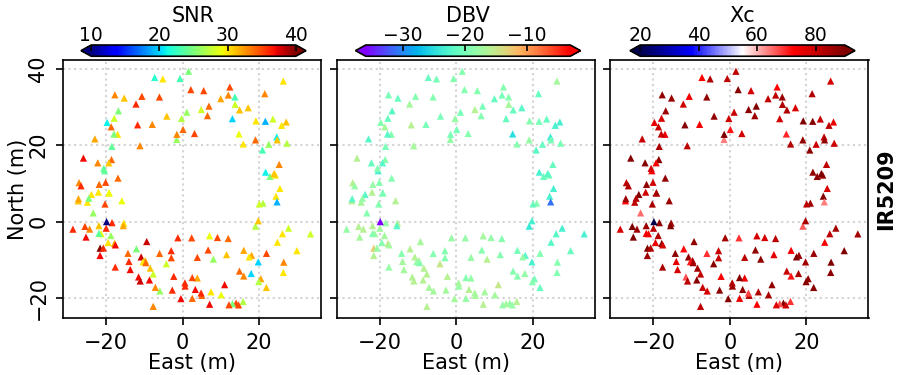 SNR DBV Xc
10 20 30 40 −30 −20 −10 20 40 60 80
40
20
0
−20
North (m)
IR5209
−20 0 20 −20 0 20 −20 0 20
East (m) East (m) East (m)